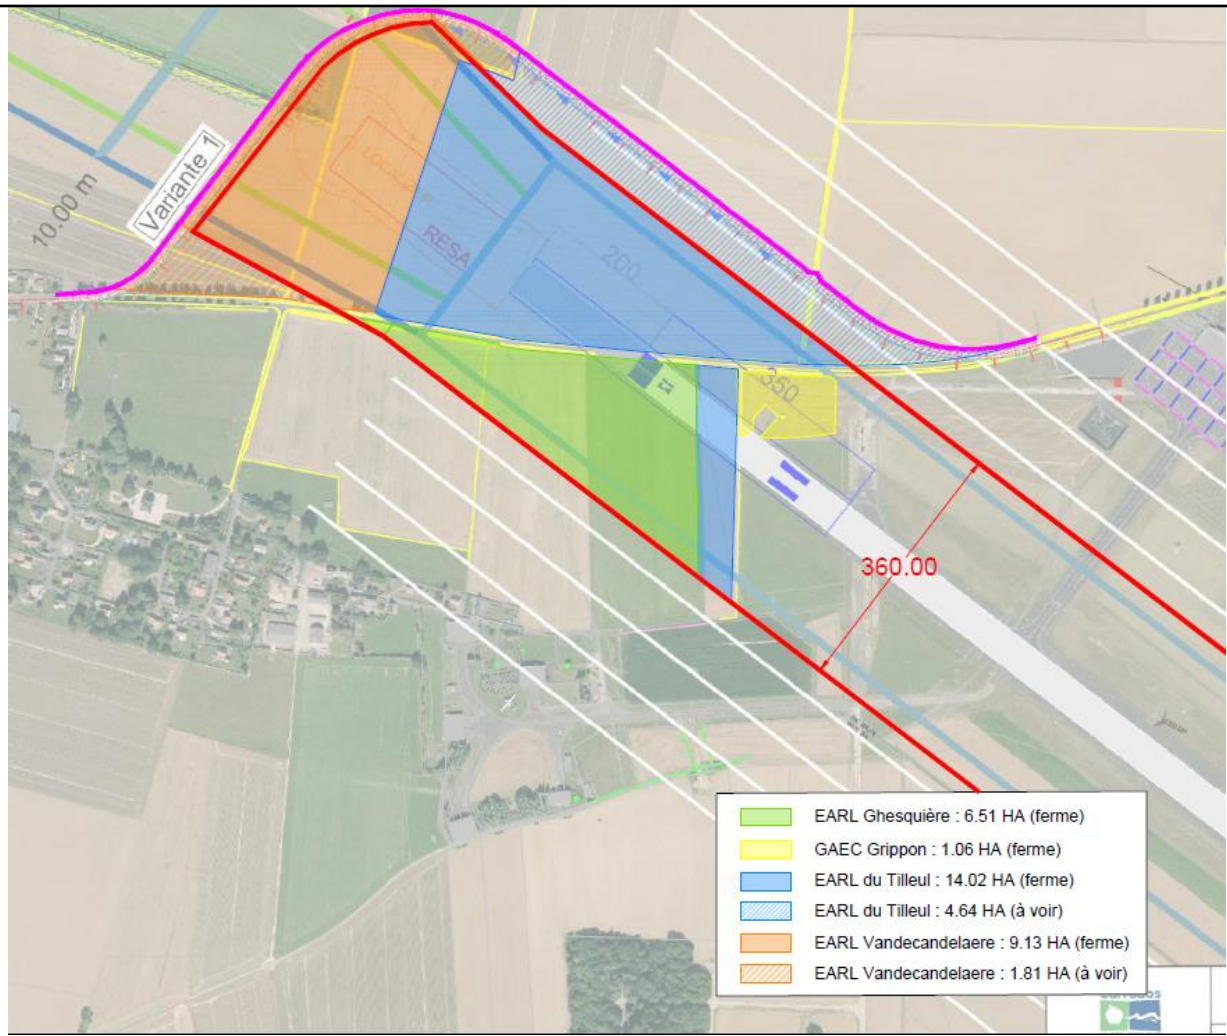 Variante 1
10.00 m
RESA
200
350
360.00
EARL Ghesquière : 6.51 HA (ferme)
GAEC Grippon : 1.06 HA (ferme)
EARL du Tilleul : 14.02 HA (ferme)
EARL du Tilleul : 4.64 HA (à voir)
EARL Vandecandelaere : 9.13 HA (ferme)
EARL Vandecandelaere : 1.81 HA (à voir)